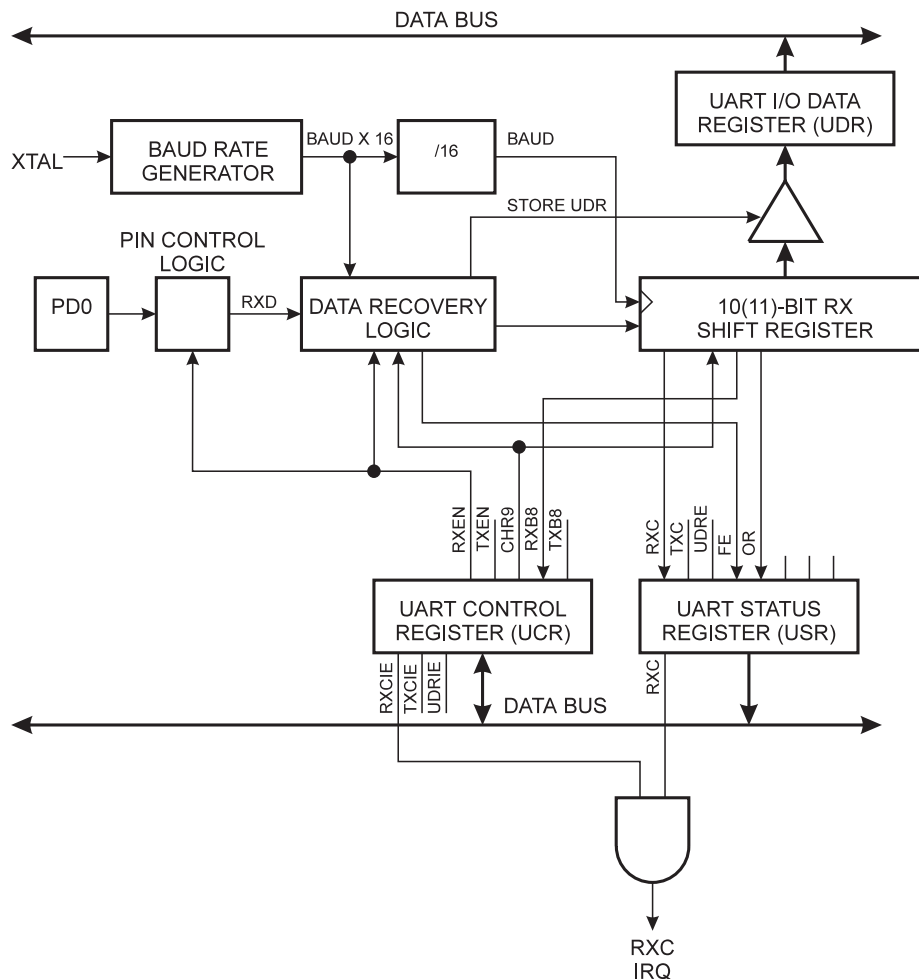 DATA BUS
UART I/O DATA
REGISTER (UDR)
XTAL
BAUD RATE
GENERATOR
BAUD X 16
/16
BAUD
STORE UDR
PIN CONTROL
LOGIC
PD0
RXD
DATA RECOVERY
LOGIC
10(11)-BIT RX
SHIFT REGISTER
RXEN
TXEN
CHR9
RXB8
TXB8
RXC
TXC
UDRE
FE
OR
UART CONTROL
REGISTER (UCR)
UART STATUS
REGISTER (USR)
RXCIE
TXCIE
UDRIE
RXC
DATA BUS
RXC
IRQ